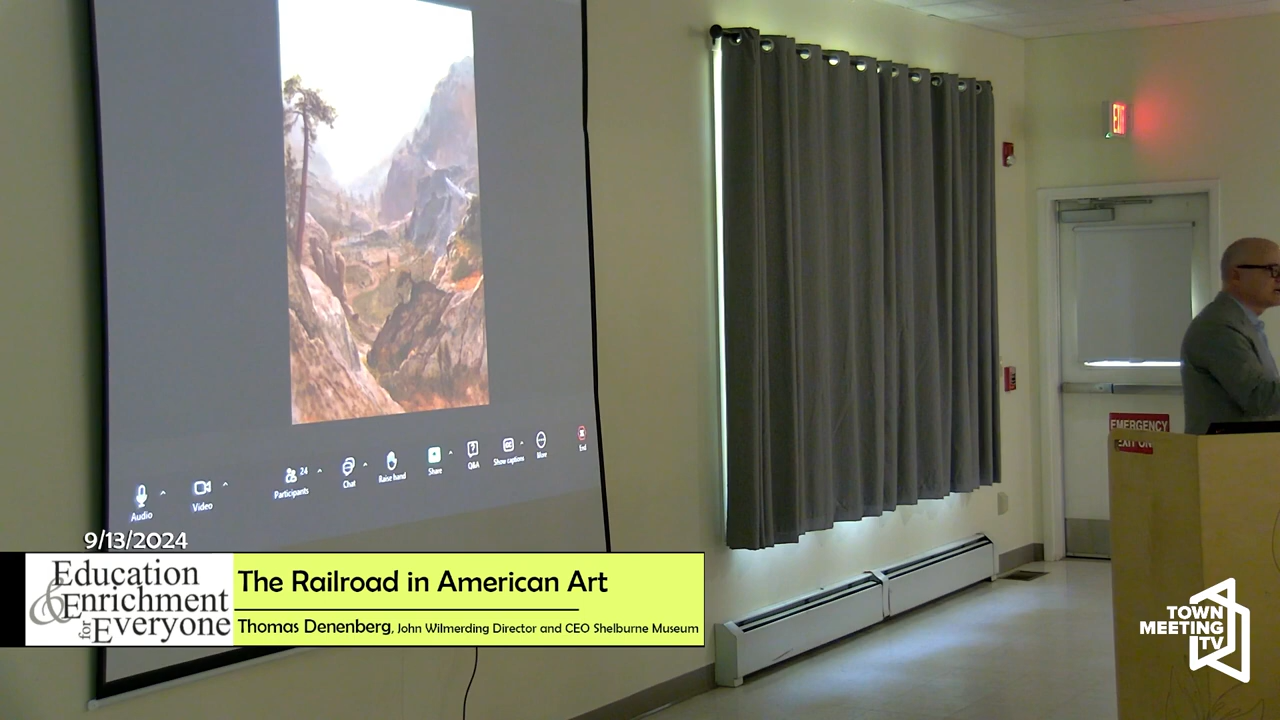 EXIT
24
Participants
Chat
Raise hand
Share
Q&A
Show captions
More
End
Audio
Video
EMERGENCY
EXIT ONLY
9/13/2024
Education
& Enrichment
for Everyone
The Railroad in American Art
Thomas Denenberg, John Wilmerding Director and CEO Shelburne Museum
TOWN
MEETING
TV